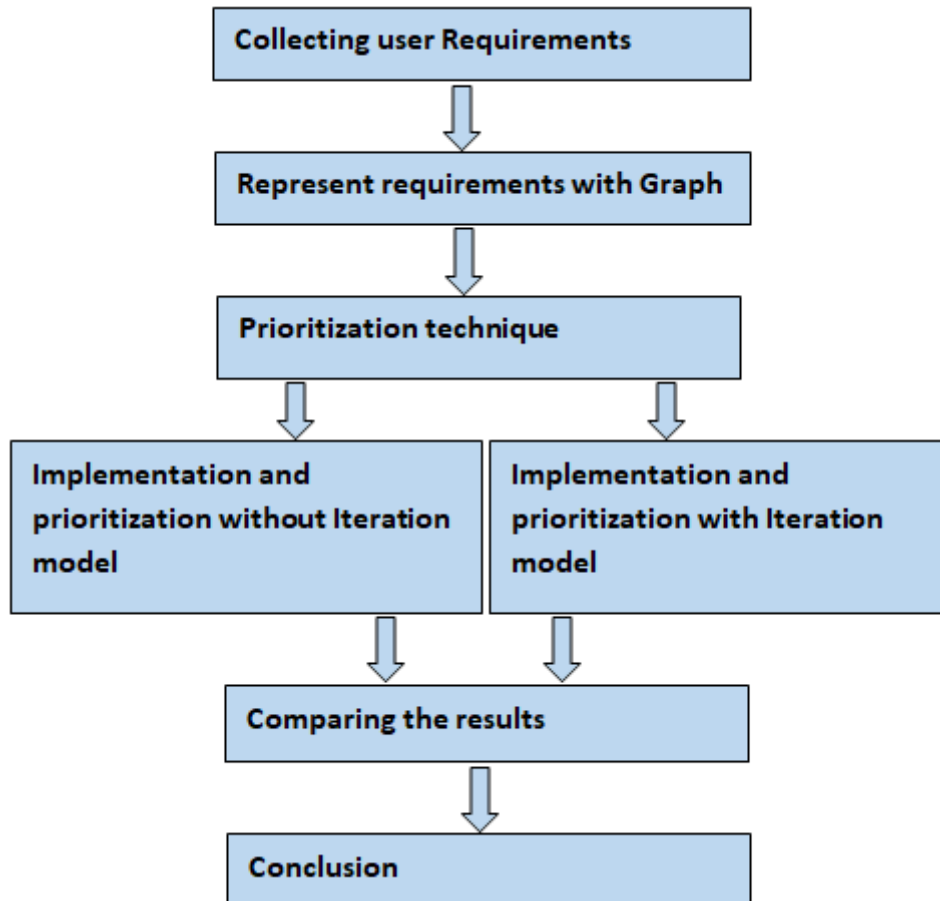 Collecting user Requirements
Represent requirements with Graph
Prioritization technique
Implementation and
prioritization without Iteration
model
Implementation and
prioritization with Iteration
model
Comparing the results
Conclusion